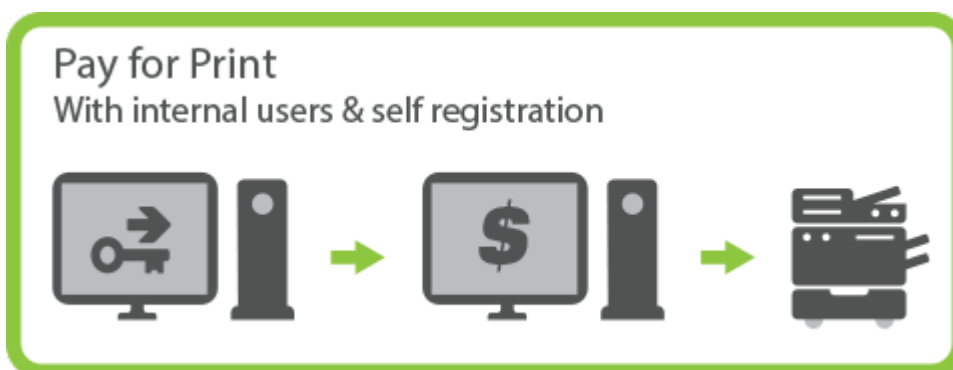 Pay for Print
With internal users & self registration
$